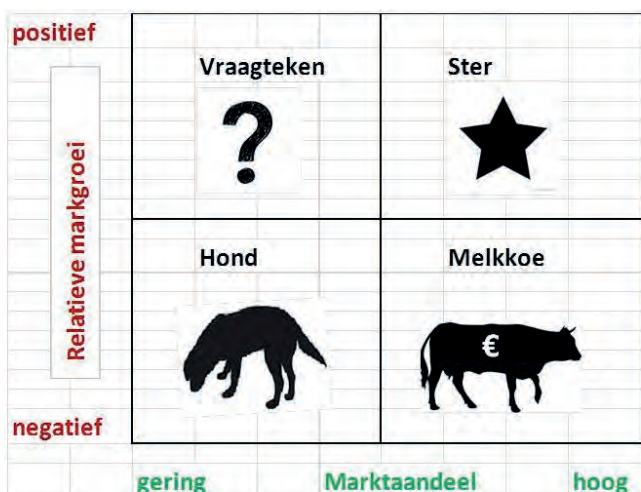 positief
Vraagteken
Ster
?
Relatieve markgroei
Hond
Melkkoe
€
negatief
gering
Marktaandeel
hoog